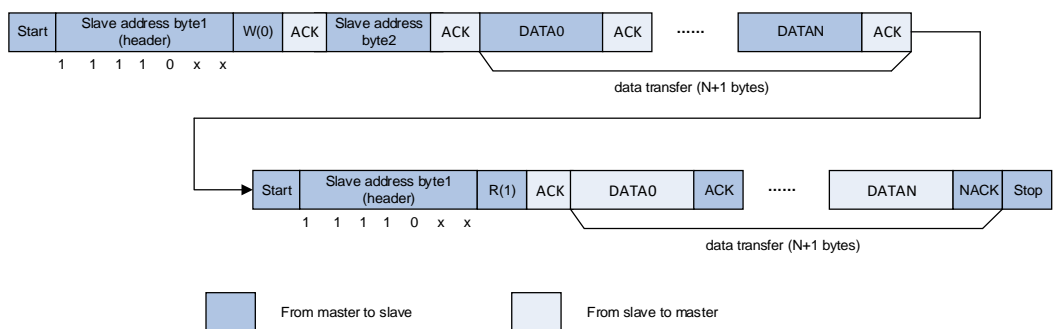 Start Slave address byte1 (header) W(0) ACK Slave address byte2 ACK DATA0 ACK ...... DATAN ACK
1 1 1 1 0 x x
data transfer (N+1 bytes)
Start Slave address byte1 (header) R(1) ACK DATA0 ACK ...... DATAN NACK Stop
1 1 1 1 0 x x
data transfer (N+1 bytes)
From master to slave From slave to master